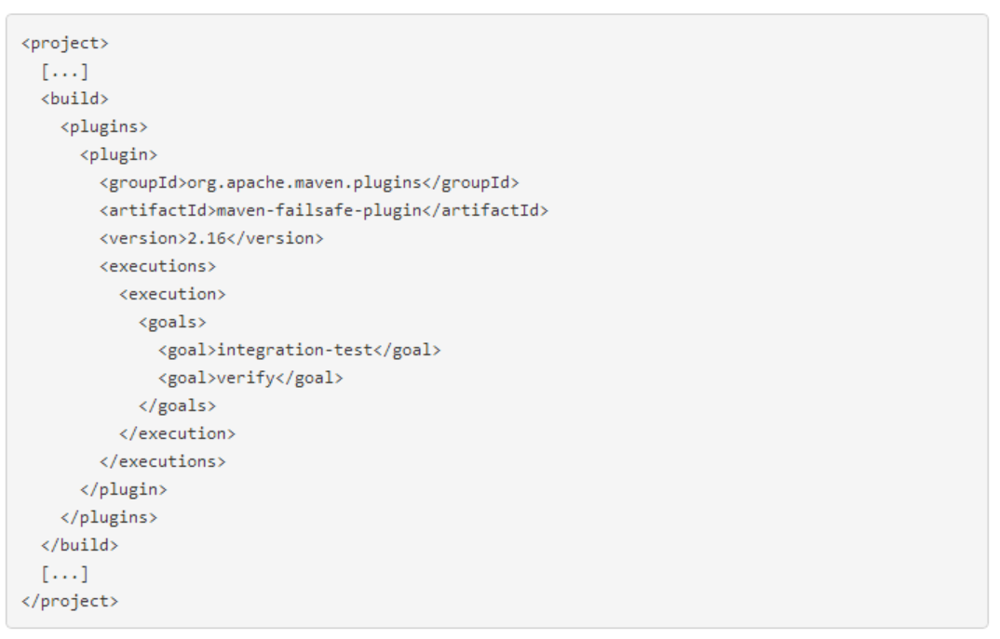 <project>
  [...]
  <build>
    <plugins>
      <plugin>
        <groupId>org.apache.maven.plugins</groupId>
        <artifactId>maven-failsafe-plugin</artifactId>
        <version>2.16</version>
        <executions>
          <execution>
            <goals>
              <goal>integration-test</goal>
              <goal>verify</goal>
            </goals>
          </execution>
        </executions>
      </plugin>
    </plugins>
  </build>
  [...]
</project>